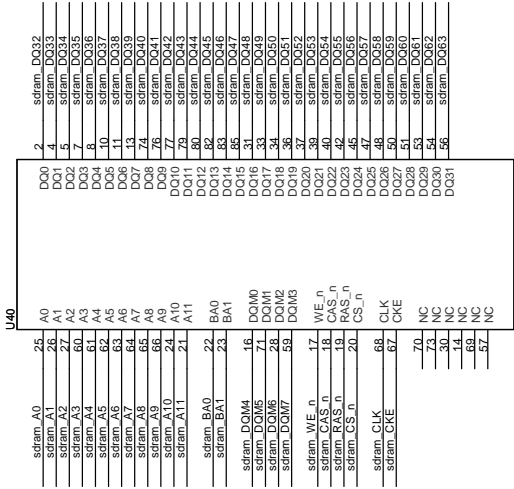 U40
sdram_A0 25 A0 DQ0 2 sdram_DQ32
sdram_A1 26 A1 DQ1 4 sdram_DQ33
sdram_A2 27 A2 DQ2 5 sdram_DQ34
sdram_A3 60 A3 DQ3 7 sdram_DQ35
sdram_A4 61 A4 DQ4 8 sdram_DQ36
sdram_A5 62 A5 DQ5 10 sdram_DQ37
sdram_A6 63 A6 DQ6 11 sdram_DQ38
sdram_A7 64 A7 DQ7 13 sdram_DQ39
sdram_A8 65 A8 DQ8 74 sdram_DQ40
sdram_A9 66 A9 DQ9 76 sdram_DQ41
sdram_A10 24 A10 DQ10 77 sdram_DQ42
sdram_A11 21 A11 DQ11 79 sdram_DQ43
DQ12 80 sdram_DQ44
sdram_BA0 22 BA0 DQ13 82 sdram_DQ45
sdram_BA1 23 BA1 DQ14 83 sdram_DQ46
DQ15 85 sdram_DQ47
sdram_DQM4 16 DQM0 DQ16 31 sdram_DQ48
sdram_DQM5 71 DQM1 DQ17 33 sdram_DQ49
sdram_DQM6 28 DQM2 DQ18 34 sdram_DQ50
sdram_DQM7 59 DQM3 DQ19 36 sdram_DQ51
DQ20 37 sdram_DQ52
sdram_WE_n 17 WE_n DQ21 39 sdram_DQ53
sdram_CAS_n 18 CAS_n DQ22 40 sdram_DQ54
sdram_RAS_n 19 RAS_n DQ23 42 sdram_DQ55
sdram_CS_n 20 CS_n DQ24 45 sdram_DQ56
DQ25 47 sdram_DQ57
sdram_CLK 68 CLK DQ26 48 sdram_DQ58
sdram_CKE 67 CKE DQ27 50 sdram_DQ59
DQ28 51 sdram_DQ60
70 NC DQ29 53 sdram_DQ61
73 NC DQ30 54 sdram_DQ62
30 NC DQ31 56 sdram_DQ63
14 NC
69 NC
57 NC